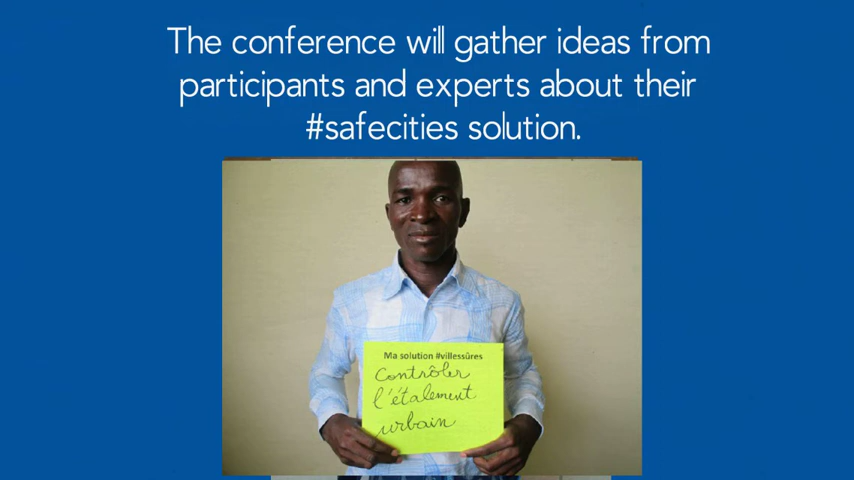 The conference will gather ideas from
participants and experts about their
#safecities solution.
Ma solution #villessûres
Contrôler
l'étalement
urbain